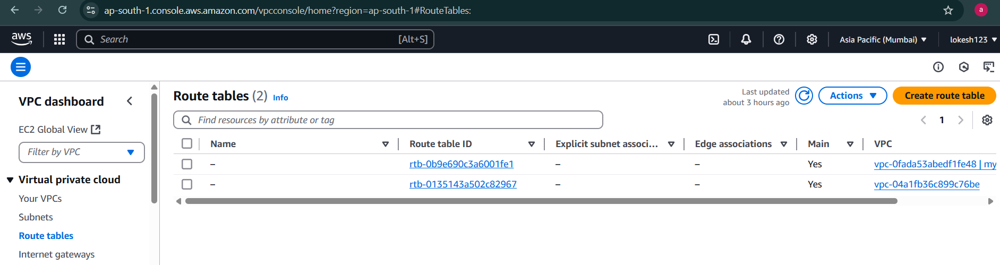 ap-south-1.console.aws.amazon.com/vpcconsole/home?region=ap-south-1#RouteTables:
a
aws
Search
[Alt+S]
Asia Pacific (Mumbai)
lokesh123
VPC dashboard
EC2 Global View
Filter by VPC
Virtual private cloud
Your VPCs
Subnets
Route tables
Internet gateways
Route tables (2) Info
Last updated
about 3 hours ago
Actions
Create route table
Find resources by attribute or tag
1
Name Route table ID Explicit subnet associ... Edge associations Main VPC
– rtb-0b9e690c3a6001fe1 – – Yes vpc-0fada53abedf1fe48 | my
– rtb-0135143a502c82967 – – Yes vpc-04a1fb36c899c76be